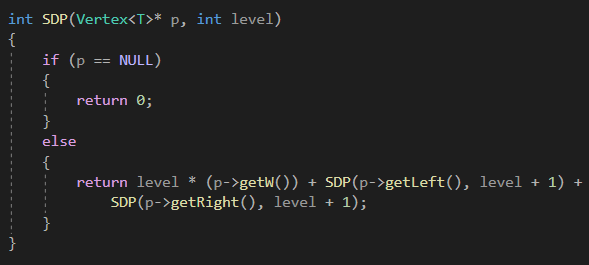 int SDP(Vertex<T>* p, int level)
{
if (p == NULL)
{
return 0;
}
else
{
return level * (p->getW()) + SDP(p->getLeft(), level + 1) +
SDP(p->getRight(), level + 1);
}
}